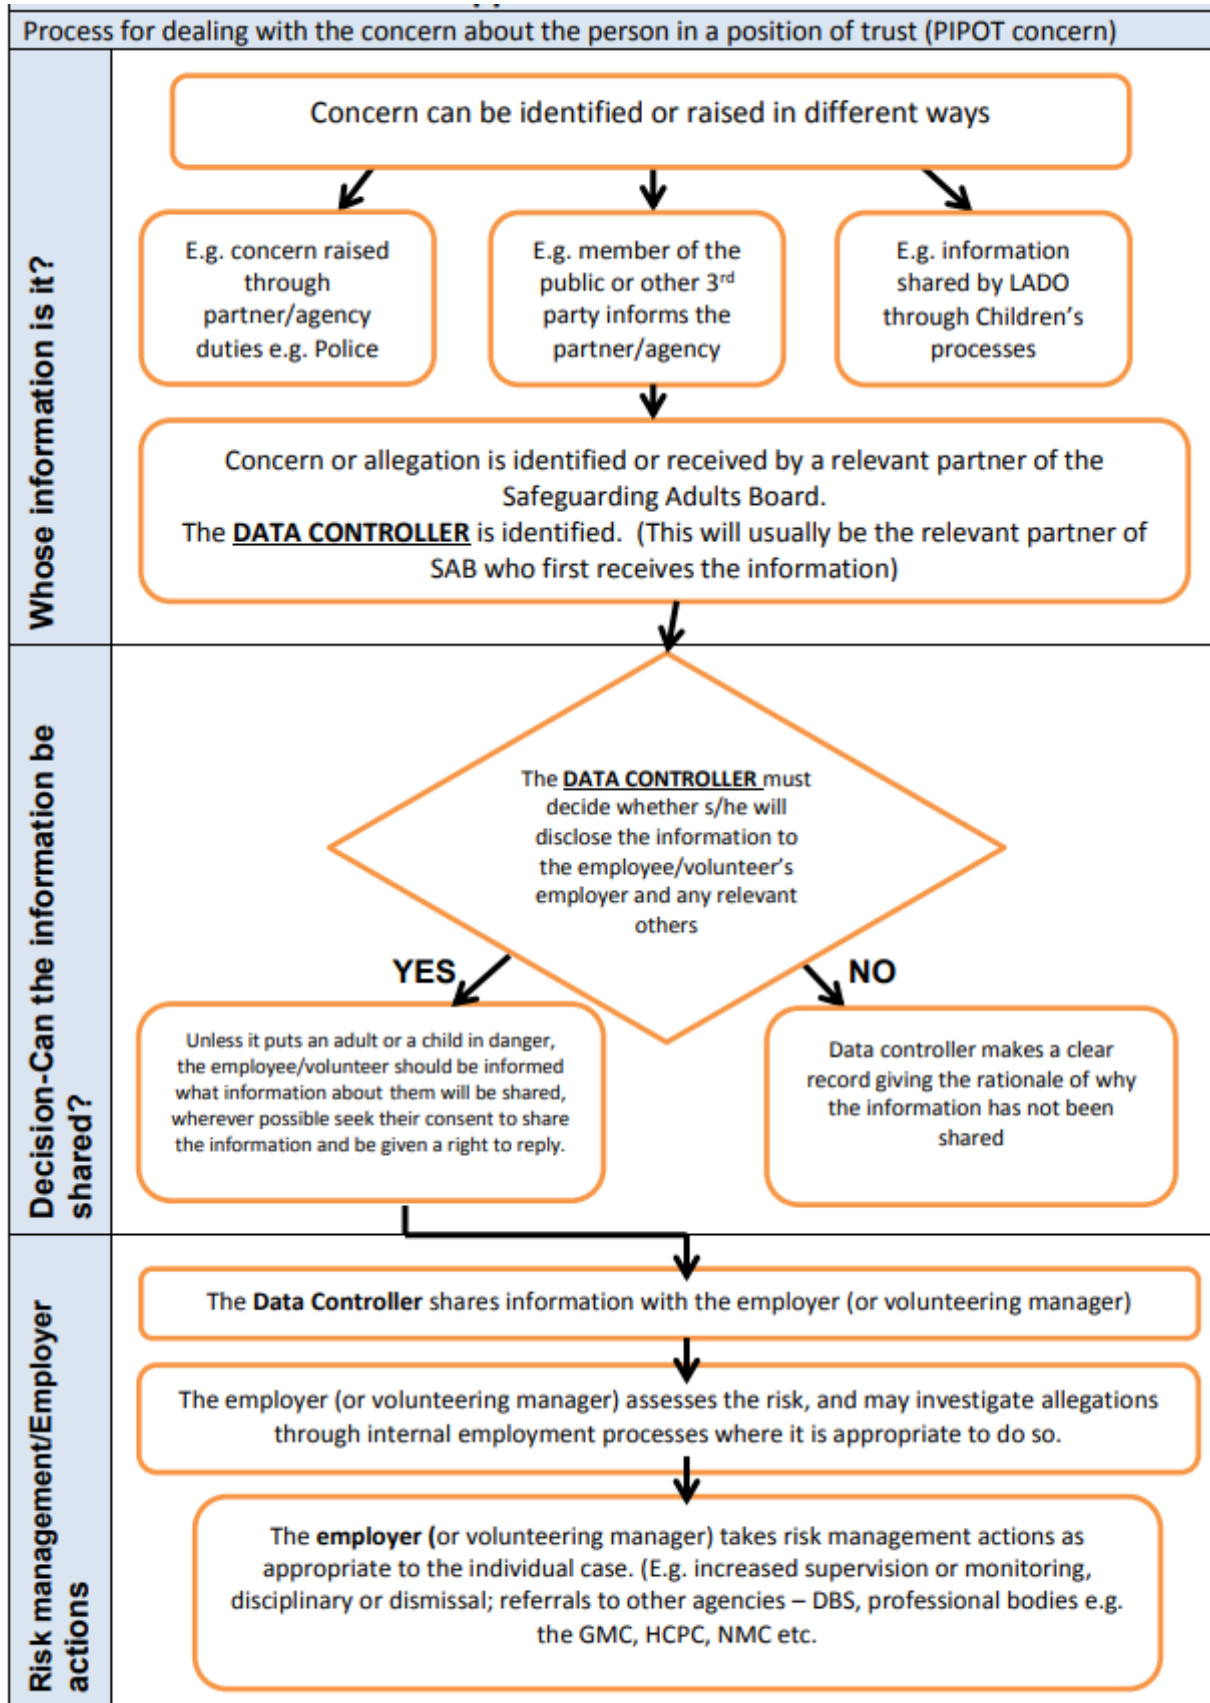 Process for dealing with the concern about the person in a position of trust (PIPOT concern)
Whose information is it?
Concern can be identified or raised in different ways
E.g. concern raised
through
partner/agency
duties e.g. Police
E.g. member of the
public or other 3rd
party informs the
partner/agency
E.g. information
shared by LADO
through Children's
processes
Concern or allegation is identified or received by a relevant partner of the
Safeguarding Adults Board.
The DATA CONTROLLER is identified. (This will usually be the relevant partner of
SAB who first receives the information)
Decision-Can the information be
shared?
The DATA CONTROLLER must
decide whether s/he will
disclose the information to
the employee/volunteer's
employer and any relevant
others
YES
NO
Unless it puts an adult or a child in danger,
the employee/volunteer should be informed
what information about them will be shared,
wherever possible seek their consent to share
the information and be given a right to reply.
Data controller makes a clear
record giving the rationale of why
the information has not been
shared
Risk management/Employer
actions
The Data Controller shares information with the employer (or volunteering manager)
The employer (or volunteering manager) assesses the risk, and may investigate allegations
through internal employment processes where it is appropriate to do so.
The employer (or volunteering manager) takes risk management actions as
appropriate to the individual case. (E.g. increased supervision or monitoring,
disciplinary or dismissal; referrals to other agencies – DBS, professional bodies e.g.
the GMC, HCPC, NMC etc.